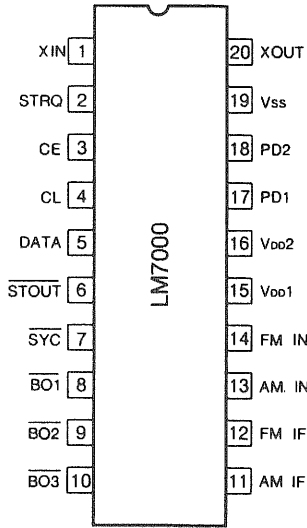 XIN 1
STRQ 2
CE 3
CL 4
DATA 5
STOUT 6
SYC 7
BO1 8
BO2 9
BO3 10
LM7000
20 XOUT
19 Vss
18 PD2
17 PD1
16 VDD2
15 VDD1
14 FM IN
13 AM. IN
12 FM IF
11 AM IF